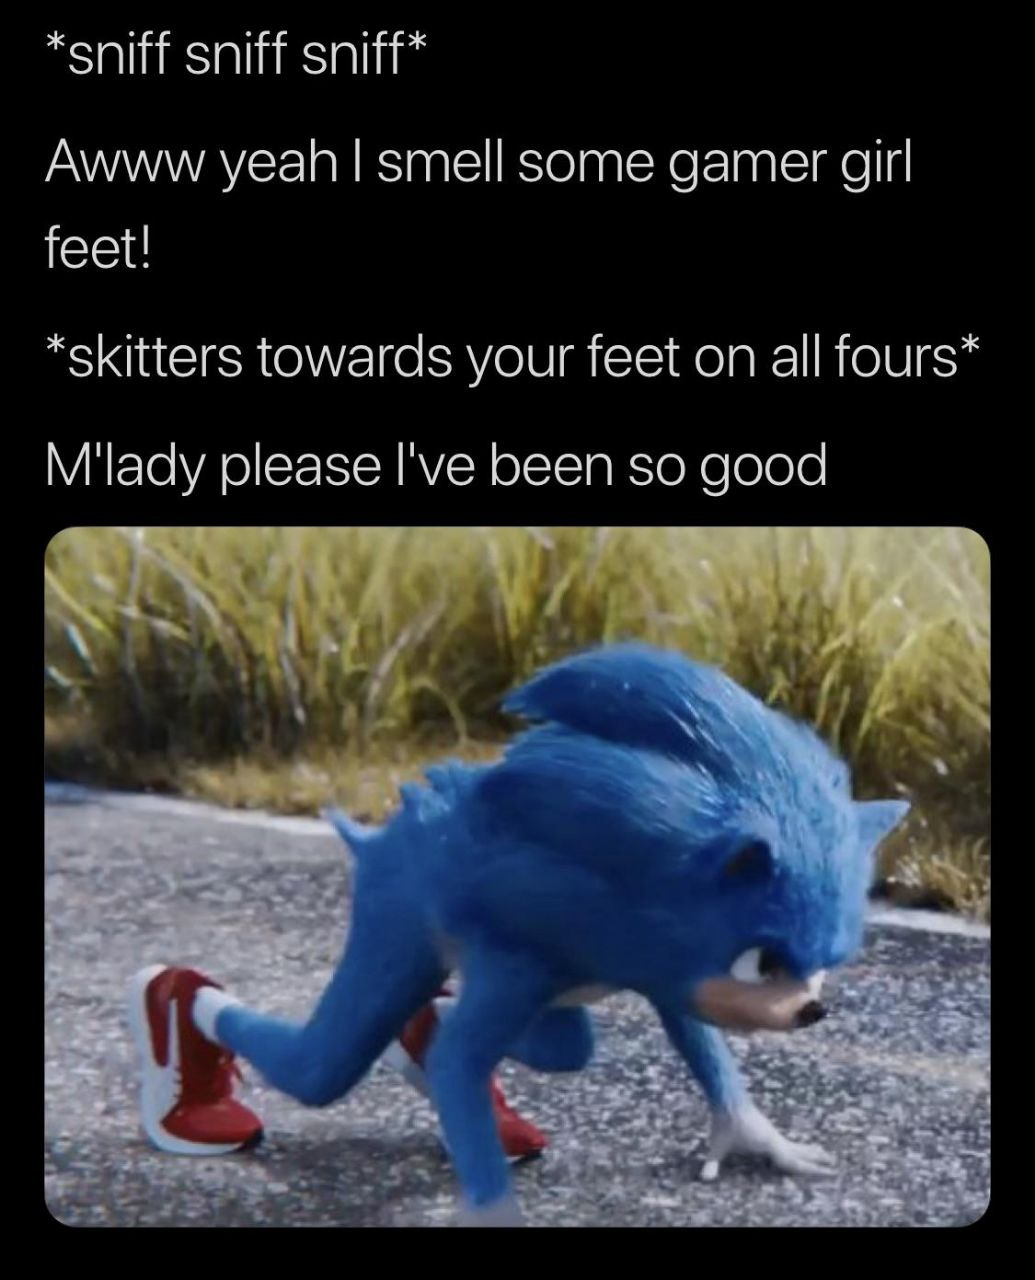 *sniff sniff sniff*
Awww yeah I smell some gamer girl
feet!
*skitters towards your feet on all fours*
M'lady please I've been so good